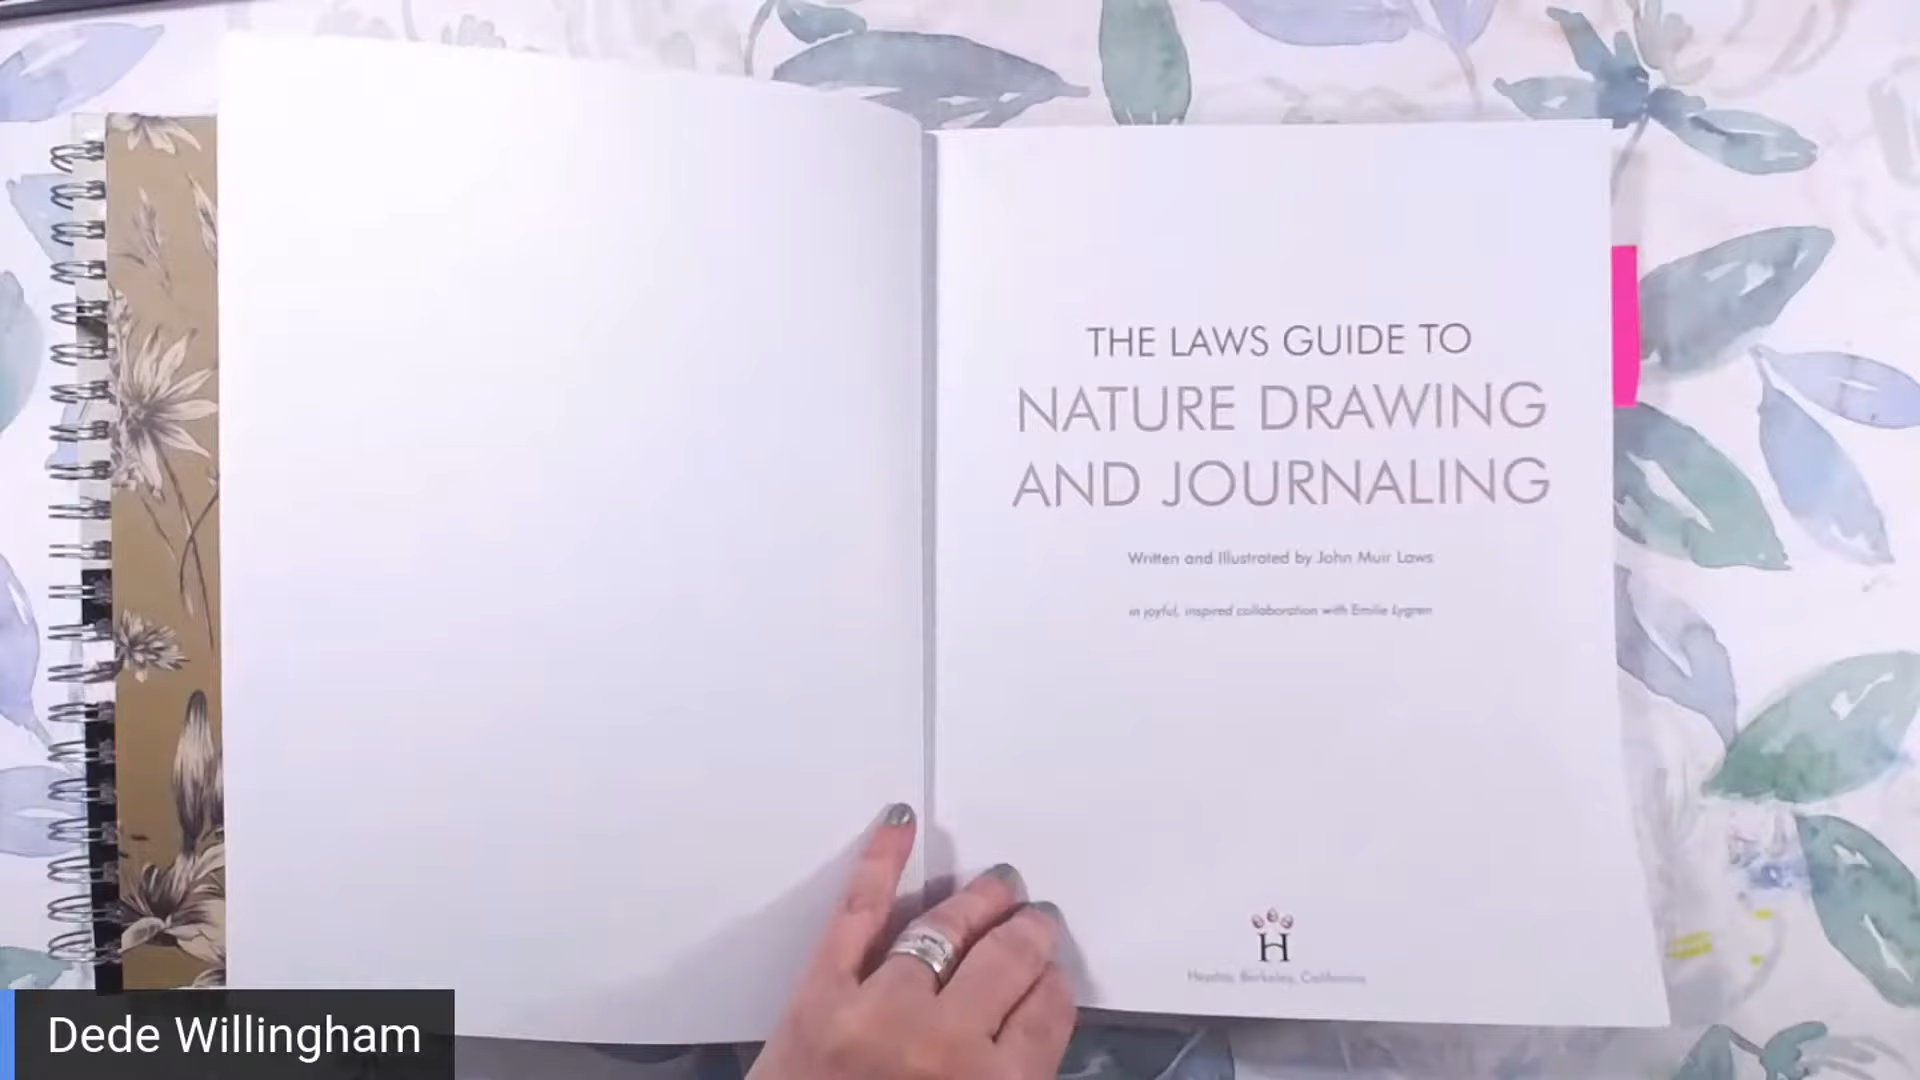 THE LAWS GUIDE TO
NATURE DRAWING
AND JOURNALING
Written and Illustrated by John Muir Laws
in joyful, inspired collaboration with Emilie Lygren
H
Heyday, Berkeley, California
Dede Willingham